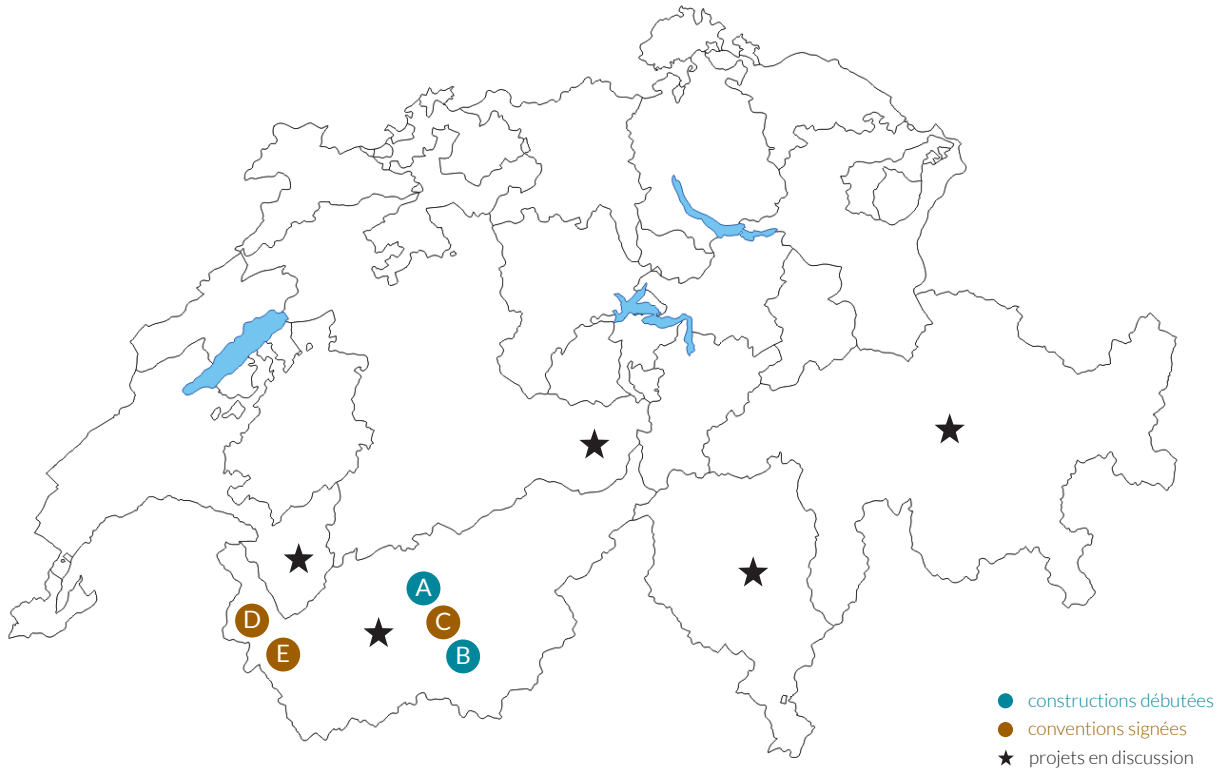 A
D
C
E
B
constructions débutées
conventions signées
projets en discussion